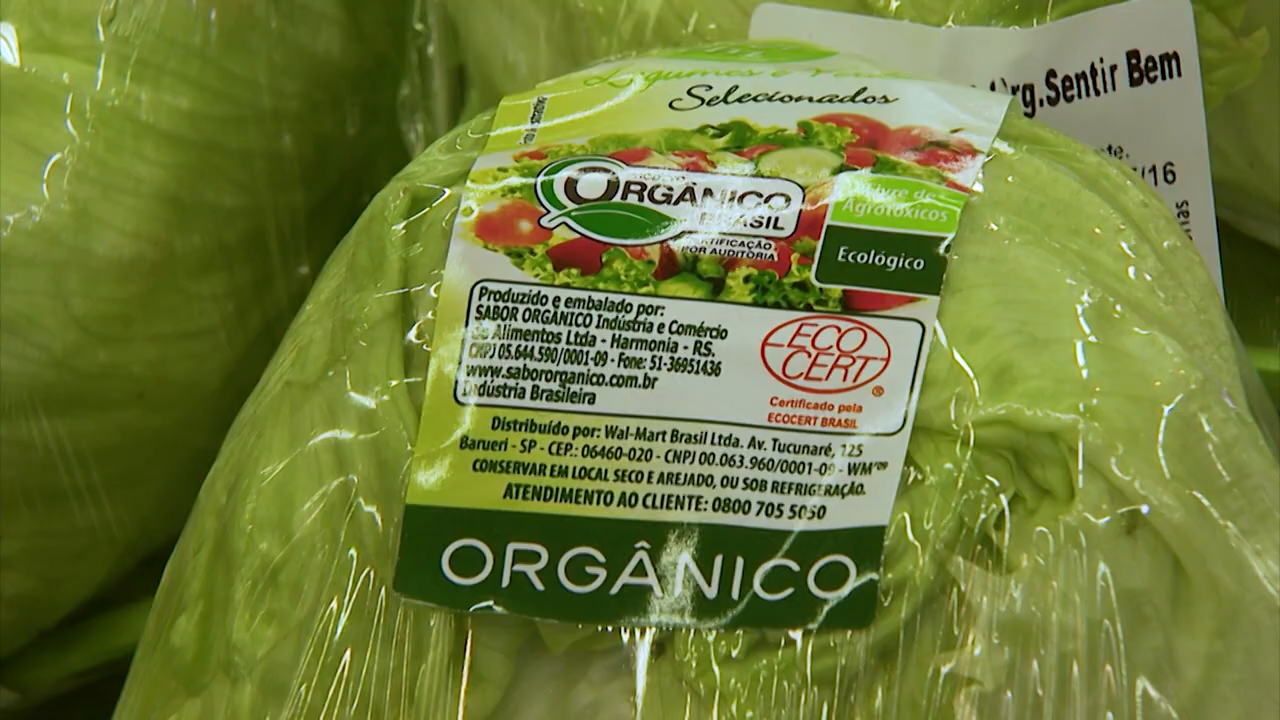 Legumes e
Selecionados
ORGÂNICO
BRASIL
CERTIFICAÇÃO
POR AUDITORIA
Livre de
Agrotóxicos
Ecológico
Produzido e embalado por:
SABOR ORGÂNICO Indústria e Comércio
de Alimentos Ltda - Harmonia - RS.
CNPJ 05.644.590/0001-09 - Fone: 51-36951436
www.sabororganico.com.br
Indústria Brasileira
ECO
CERT
®
Certificado pela
ECOCERT BRASIL
Distribuído por: Wal-Mart Brasil Ltda. Av. Tucunaré, 125
Barueri - SP - CEP.: 06460-020 - CNPJ 00.063.960/0001-09 - WM
CONSERVAR EM LOCAL SECO E AREJADO, OU SOB REFRIGERAÇÃO.
ATENDIMENTO AO CLIENTE: 0800 705 5050
ORGÂNICO
Org.Sentir Bem
/16